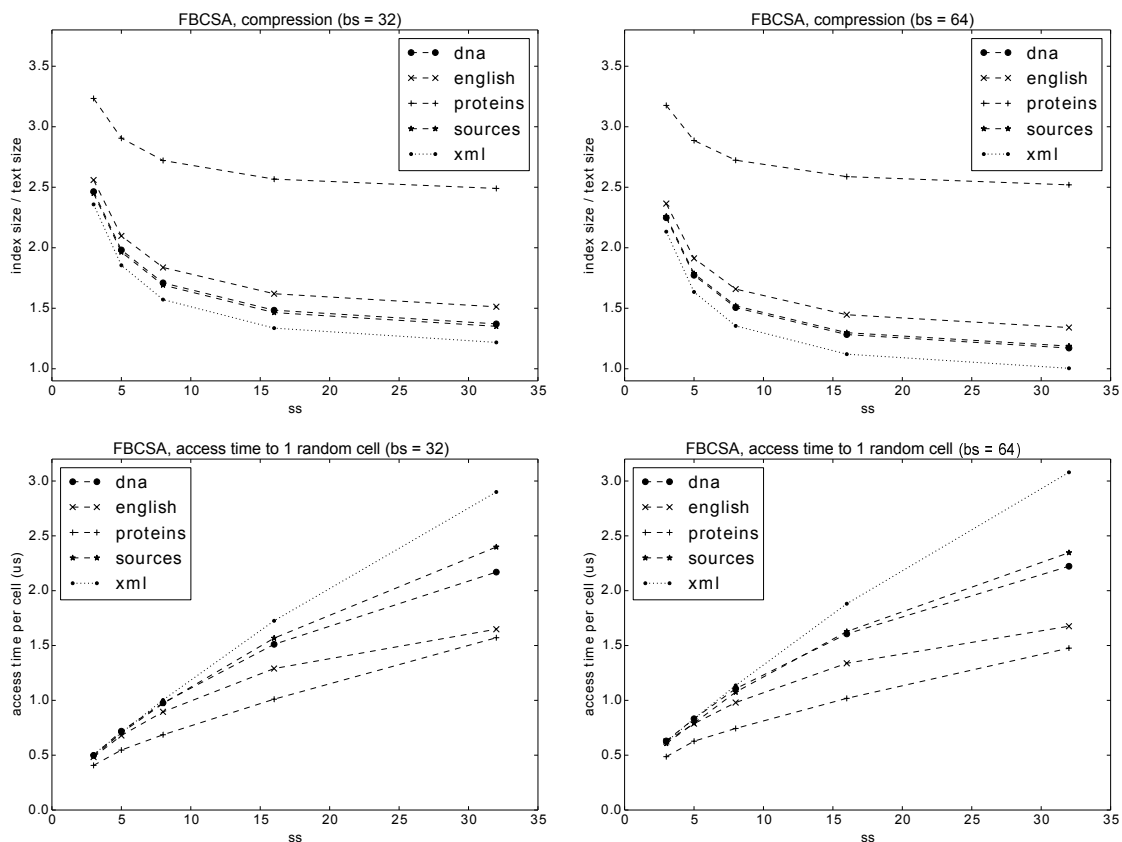 FBCSA, compression (bs = 32)
index size / text size
3.5
3.0
2.5
2.0
1.5
1.0
dna
english
proteins
sources
xml
0 5 10 15 20 25 30 35
ss
FBCSA, compression (bs = 64)
index size / text size
3.5
3.0
2.5
2.0
1.5
1.0
dna
english
proteins
sources
xml
0 5 10 15 20 25 30 35
ss
FBCSA, access time to 1 random cell (bs = 32)
access time per cell (us)
3.0
2.5
2.0
1.5
1.0
0.5
0.0
dna
english
proteins
sources
xml
0 5 10 15 20 25 30 35
ss
FBCSA, access time to 1 random cell (bs = 64)
access time per cell (us)
3.0
2.5
2.0
1.5
1.0
0.5
0.0
dna
english
proteins
sources
xml
0 5 10 15 20 25 30 35
ss